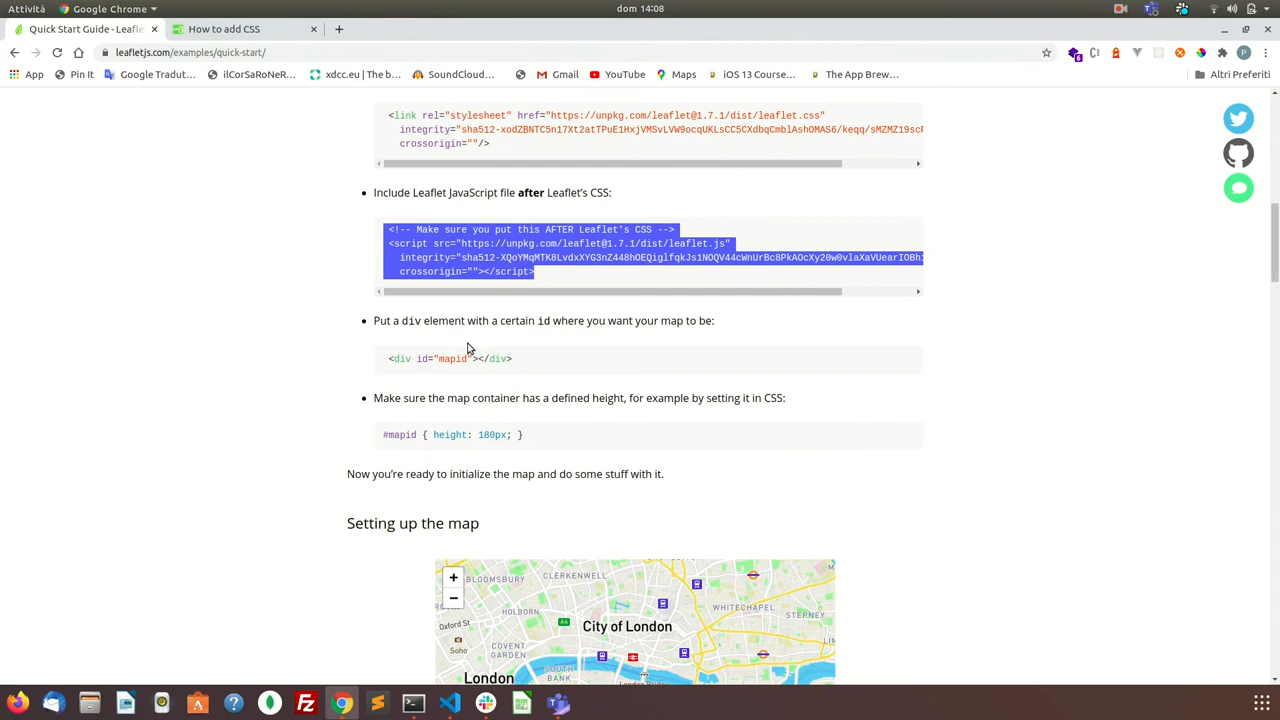 Attività
Google Chrome
dom 14:08
Quick Start Guide - Leafle
How to add CSS
leafletjs.com/examples/quick-start/
P
App
Pin It
Google Tradut...
ilCorSaRoNeR...
xdcc.eu | The b...
SoundCloud...
Gmail
YouTube
Maps
iOS 13 Course...
The App Brew...
Altri Preferiti
<link rel="stylesheet" href="https://unpkg.com/leaflet@1.7.1/dist/leaflet.css"
crossorigin=""/>
Include Leaflet JavaScript file after Leaflet's CSS:
<!-- Make sure you put this AFTER Leaflet's CSS -->
<script src="https://unpkg.com/leaflet@1.7.1/dist/leaflet.js"
crossorigin=""></script>
Put a div element with a certain id where you want your map to be:
<div id="mapid"></div>
Make sure the map container has a defined height, for example by setting it in CSS:
#mapid { height: 180px; }
Now you're ready to initialize the map and do some stuff with it.
Setting up the map
+
−
BLOOMSBURY
CLERKENWELL
HOLBORN
A4
WHITECHAPEL
STEPNEY
Oxford St
Soho
City of London
COVENT
GARDEN
SOUTH
BANK
London